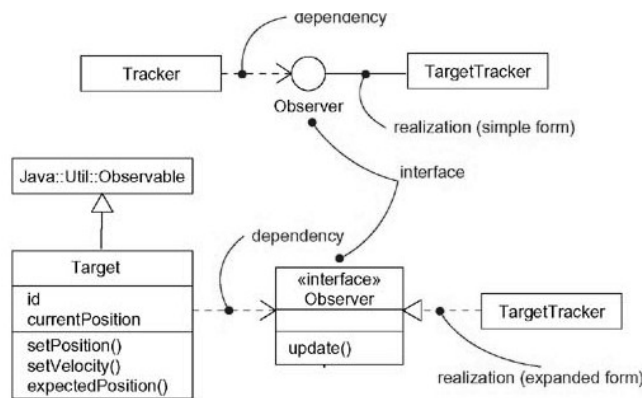 dependency
Tracker
TargetTracker
Observer
realization (simple form)
Java::Util::Observable
interface
dependency
Target
«interface»
Observer
TargetTracker
id
currentPosition
update()
setPosition()
setVelocity()
expectedPosition()
realization (expanded form)